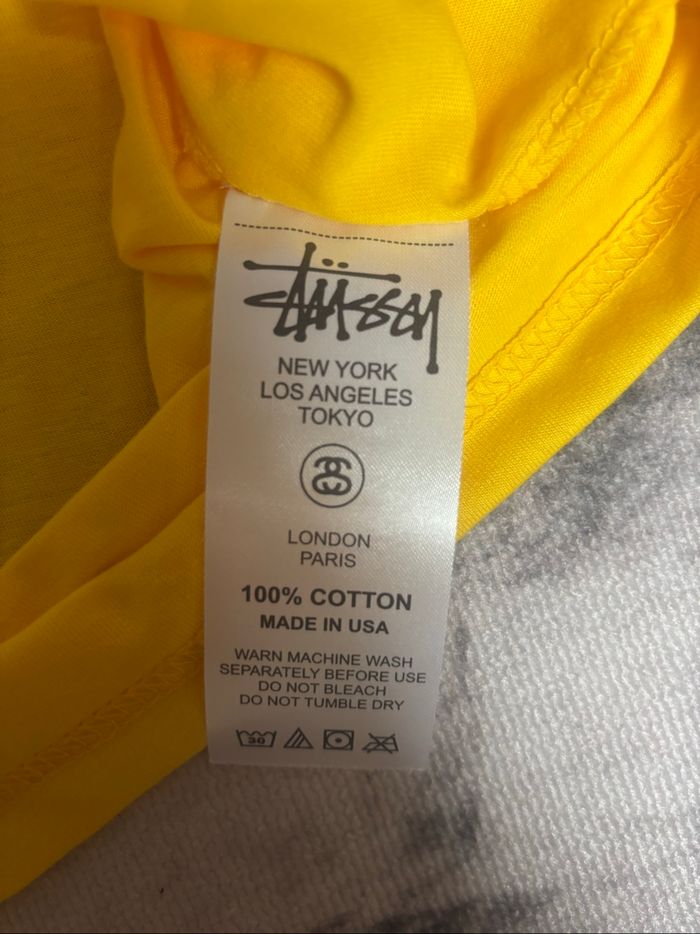 Stüssy
NEW YORK
LOS ANGELES
TOKYO
LONDON
PARIS
100% COTTON
MADE IN USA
WARN MACHINE WASH
SEPARATELY BEFORE USE
DO NOT BLEACH
DO NOT TUMBLE DRY
30